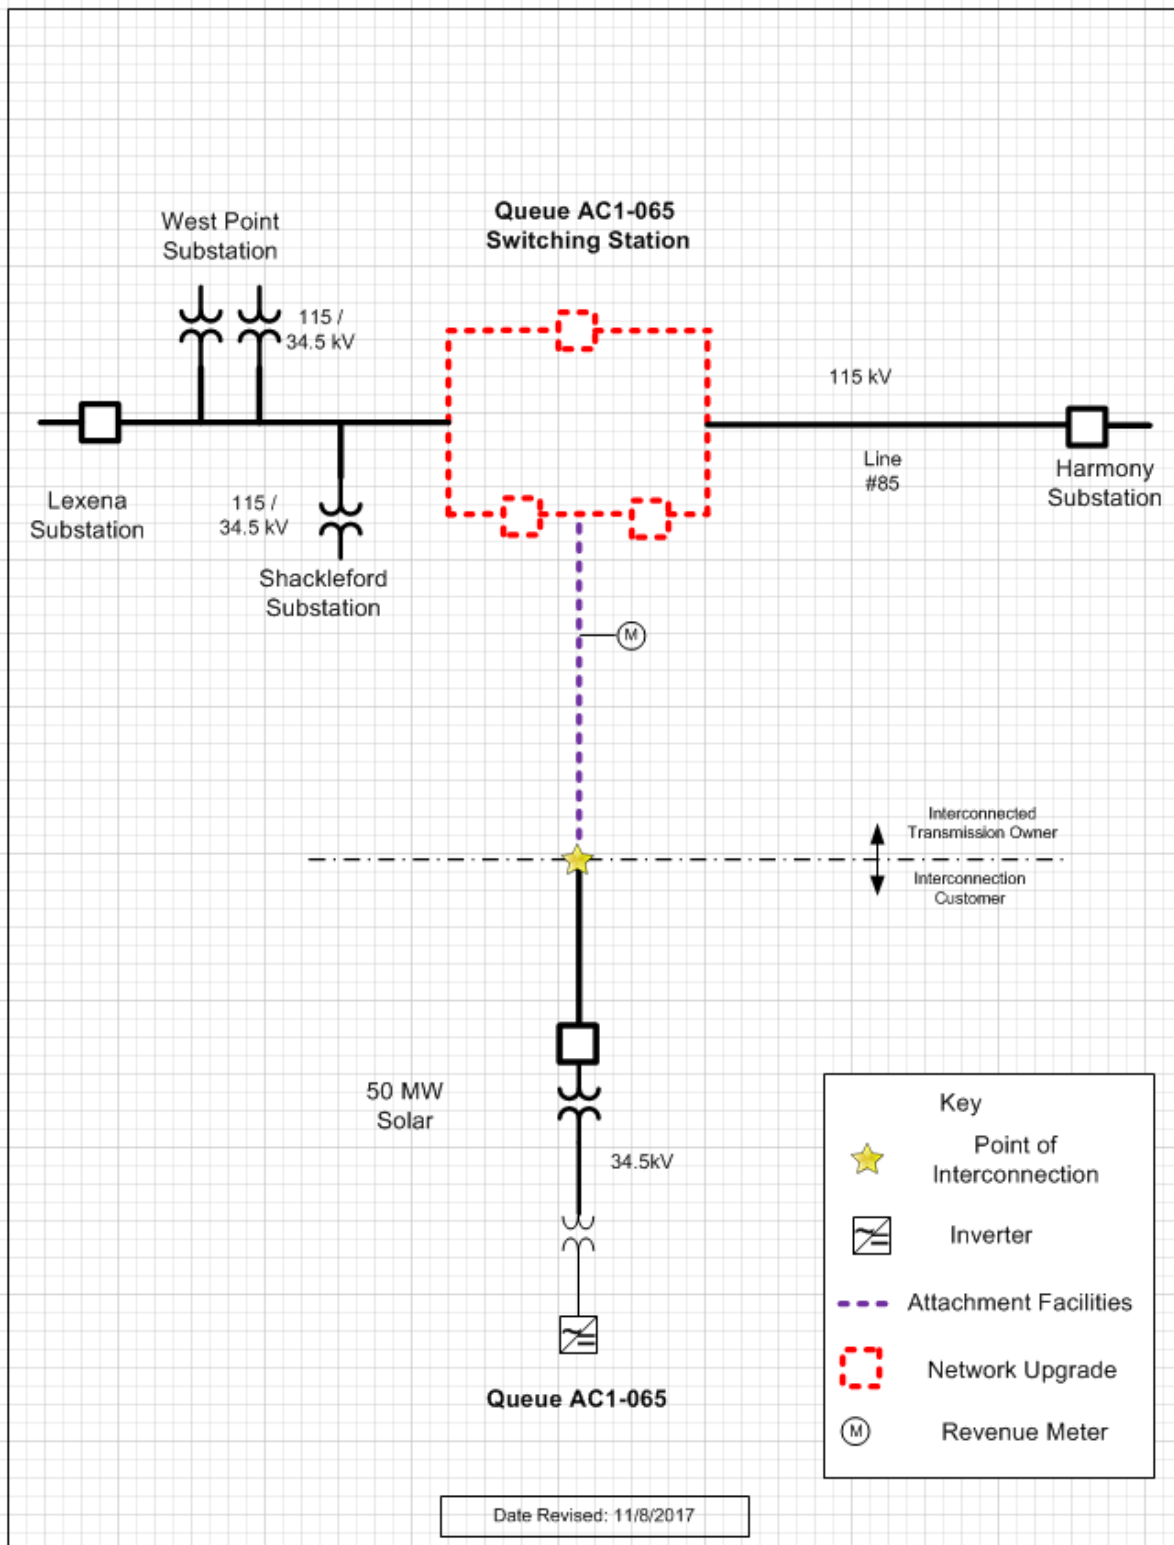 Queue AC1-065
Switching Station
West Point
Substation
115 /
34.5 kV
115 kV
Line
#85
Harmony
Substation
Lexena
Substation
115 /
34.5 kV
Shackleford
Substation
M
Interconnected
Transmission Owner
Interconnection
Customer
50 MW
Solar
34.5kV
Queue AC1-065
Key
Point of
Interconnection
Inverter
Attachment Facilities
Network Upgrade
M
Revenue Meter
Date Revised: 11/8/2017